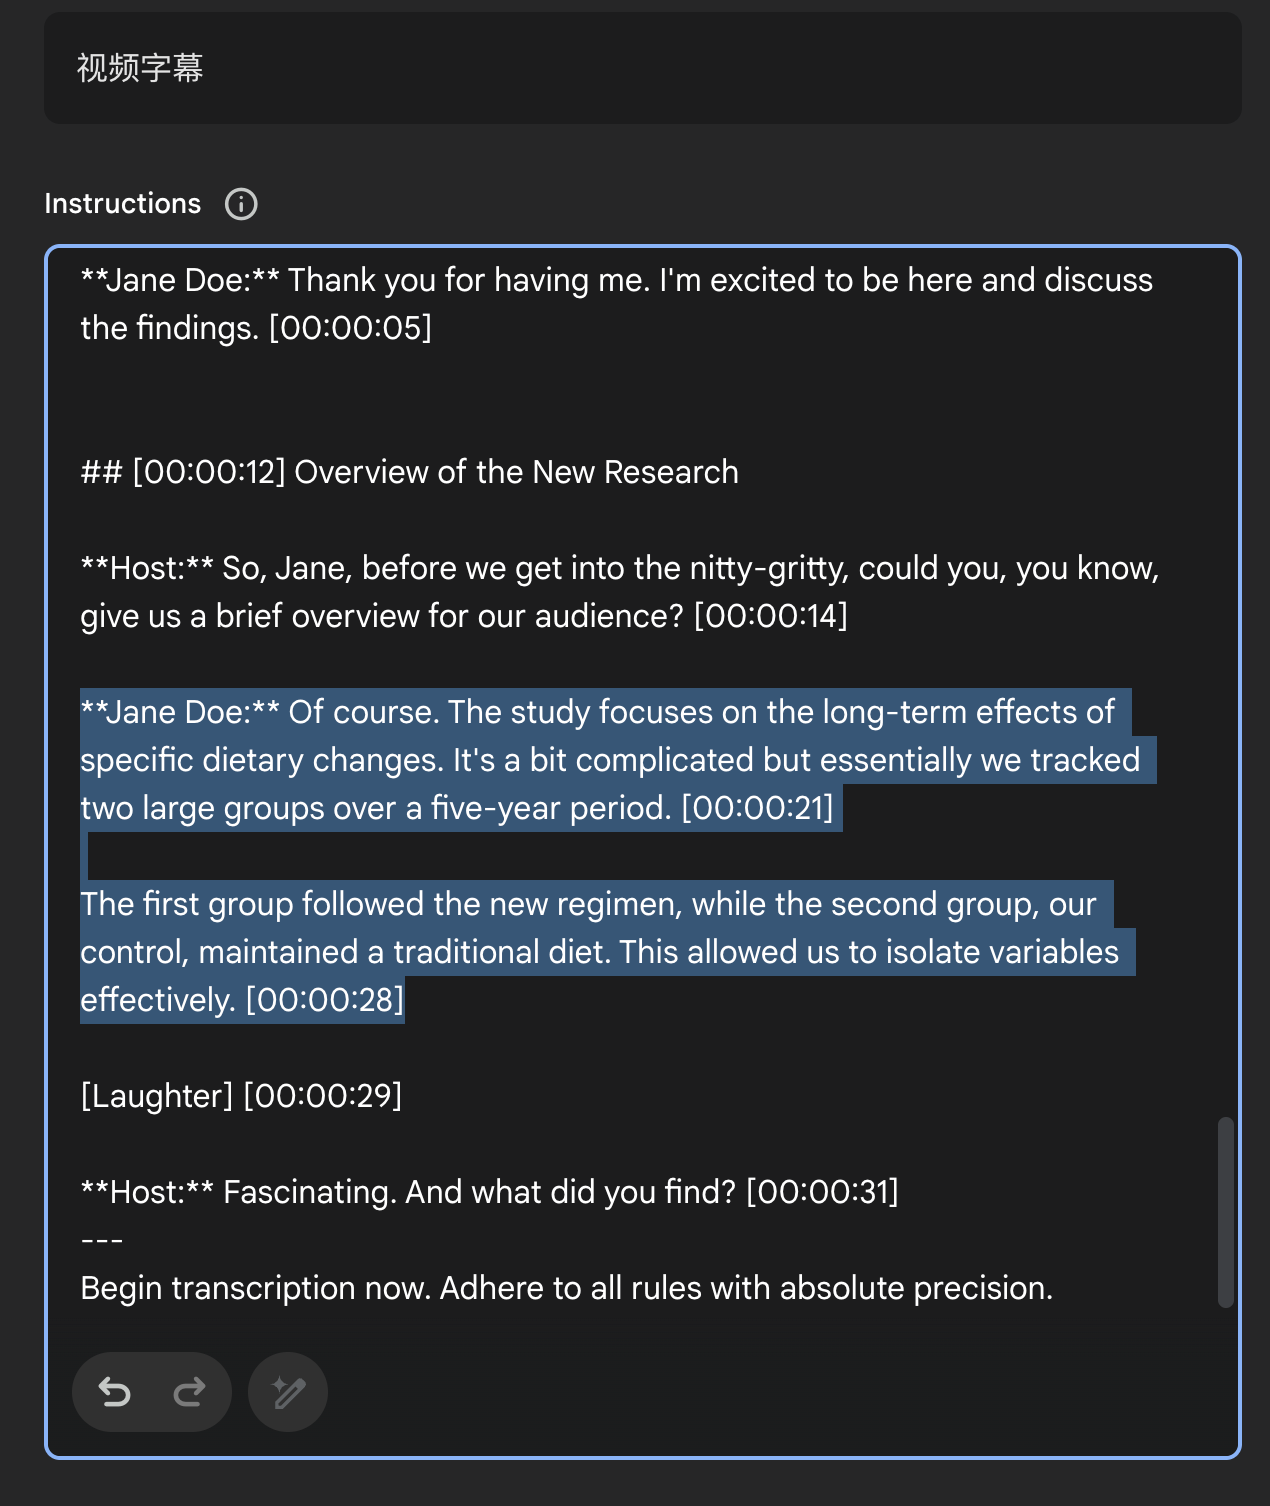 视频字幕
Instructions
**Jane Doe:** Thank you for having me. I'm excited to be here and discuss
the findings. [00:00:05]
## [00:00:12] Overview of the New Research
**Host:** So, Jane, before we get into the nitty-gritty, could you, you know,
give us a brief overview for our audience? [00:00:14]
**Jane Doe:** Of course. The study focuses on the long-term effects of
specific dietary changes. It's a bit complicated but essentially we tracked
two large groups over a five-year period. [00:00:21]
The first group followed the new regimen, while the second group, our
control, maintained a traditional diet. This allowed us to isolate variables
effectively. [00:00:28]
[Laughter] [00:00:29]
**Host:** Fascinating. And what did you find? [00:00:31]
---
Begin transcription now. Adhere to all rules with absolute precision.